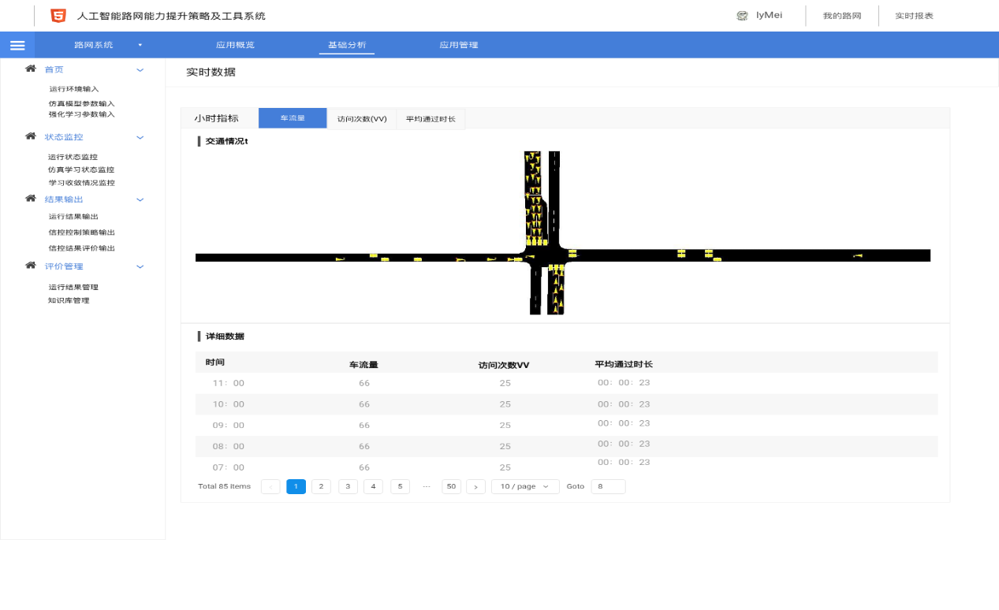 人工智能路网能力提升策略及工具系统
lyMei
我的路网
实时报表
路网系统
应用概览
基础分析
应用管理
首页
运行环境输入
仿真模型参数输入
强化学习参数输入
状态监控
运行状态监控
仿真学习状态监控
学习收敛情况监控
结果输出
运行结果输出
信控控制策略输出
信控结果评价输出
评价管理
运行结果管理
知识库管理
实时数据
小时指标 车流量 访问次数(VV) 平均通过时长
交通情况t
详细数据
时间 车流量 访问次数VV 平均通过时长
11: 00 66 25 00: 00: 23
10: 00 66 25 00: 00: 23
09: 00 66 25 00: 00: 23
08: 00 66 25 00: 00: 23
07: 00 66 25 00: 00: 23
Total 85 items < 1 2 3 4 5 ··· 50 > 10 / page Goto 8